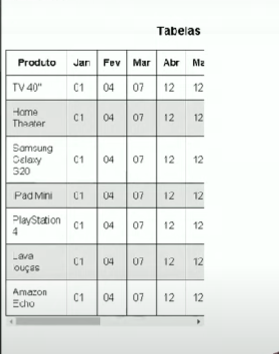 Tabelas
Produto Jan Fev Mar Abr Ma
TV 40" 01 04 07 12 12
Home
Theater 01 04 07 12 12
Samsung
Galaxy
S20 01 04 07 12 12
iPad Mini 01 04 07 12 12
PlayStation
4 01 04 07 12 12
Lava
ouças 01 04 07 12 12
Amazon
Echo 01 04 07 12 12